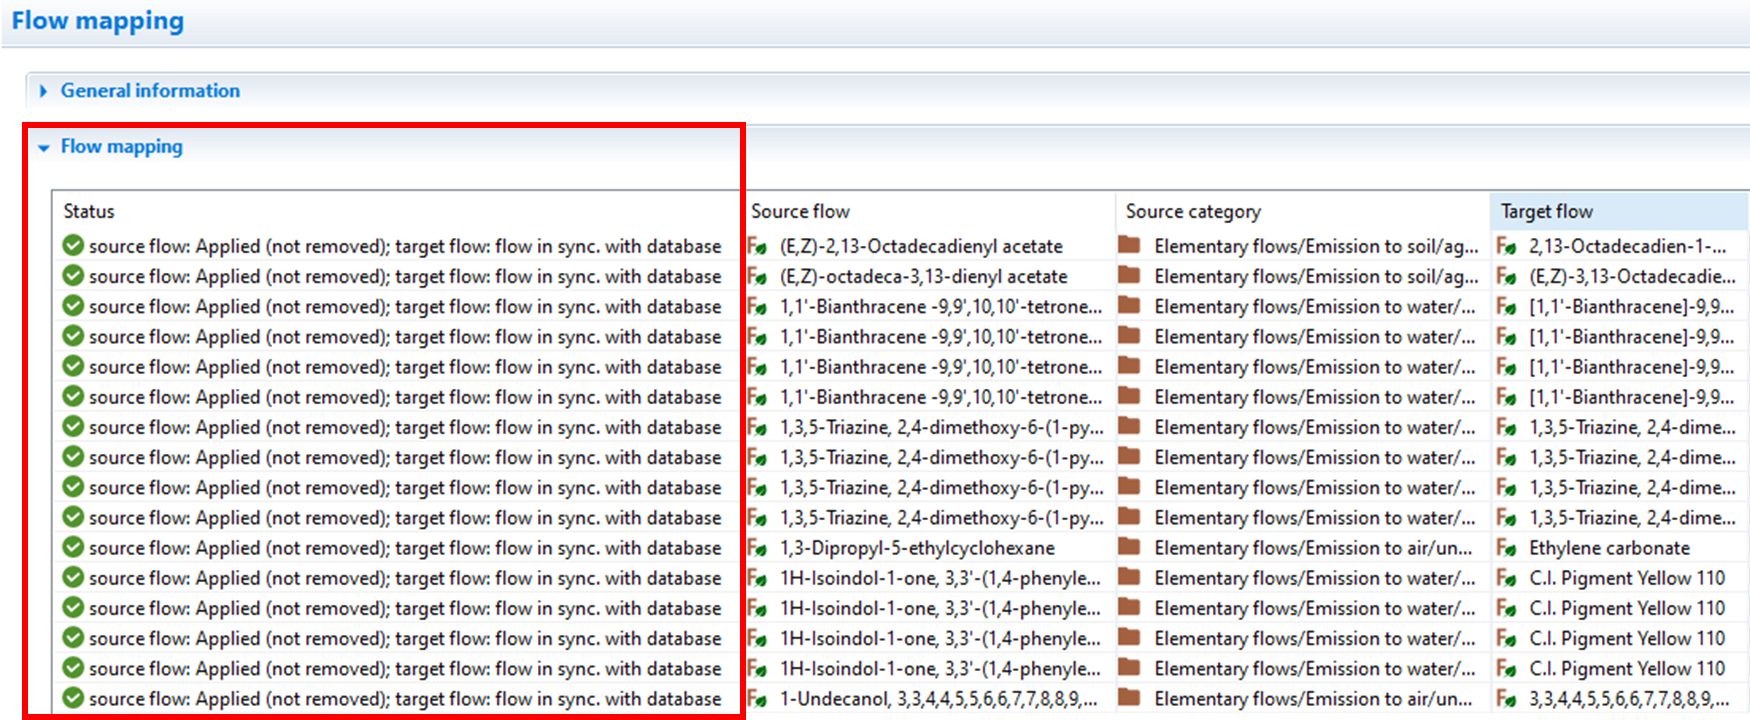 Flow mapping
General information
Flow mapping
Status Source flow Source category Target flow
source flow: Applied (not removed); target flow: flow in sync. with database (E,Z)-2,13-Octadecadienyl acetate Elementary flows/Emission to soil/ag... 2,13-Octadecadien-1-...
source flow: Applied (not removed); target flow: flow in sync. with database (E,Z)-octadeca-3,13-dienyl acetate Elementary flows/Emission to soil/ag... (E,Z)-3,13-Octadecadie...
source flow: Applied (not removed); target flow: flow in sync. with database 1,1'-Bianthracene -9,9',10,10'-tetrone... Elementary flows/Emission to water/... [1,1'-Bianthracene]-9,9...
source flow: Applied (not removed); target flow: flow in sync. with database 1,1'-Bianthracene -9,9',10,10'-tetrone... Elementary flows/Emission to water/... [1,1'-Bianthracene]-9,9...
source flow: Applied (not removed); target flow: flow in sync. with database 1,1'-Bianthracene -9,9',10,10'-tetrone... Elementary flows/Emission to water/... [1,1'-Bianthracene]-9,9...
source flow: Applied (not removed); target flow: flow in sync. with database 1,1'-Bianthracene -9,9',10,10'-tetrone... Elementary flows/Emission to water/... [1,1'-Bianthracene]-9,9...
source flow: Applied (not removed); target flow: flow in sync. with database 1,3,5-Triazine, 2,4-dimethoxy-6-(1-py... Elementary flows/Emission to water/... 1,3,5-Triazine, 2,4-dime...
source flow: Applied (not removed); target flow: flow in sync. with database 1,3,5-Triazine, 2,4-dimethoxy-6-(1-py... Elementary flows/Emission to water/... 1,3,5-Triazine, 2,4-dime...
source flow: Applied (not removed); target flow: flow in sync. with database 1,3,5-Triazine, 2,4-dimethoxy-6-(1-py... Elementary flows/Emission to water/... 1,3,5-Triazine, 2,4-dime...
source flow: Applied (not removed); target flow: flow in sync. with database 1,3,5-Triazine, 2,4-dimethoxy-6-(1-py... Elementary flows/Emission to water/... 1,3,5-Triazine, 2,4-dime...
source flow: Applied (not removed); target flow: flow in sync. with database 1,3-Dipropyl-5-ethylcyclohexane Elementary flows/Emission to air/un... Ethylene carbonate
source flow: Applied (not removed); target flow: flow in sync. with database 1H-Isoindol-1-one, 3,3'-(1,4-phenyle... Elementary flows/Emission to water/... C.I. Pigment Yellow 110
source flow: Applied (not removed); target flow: flow in sync. with database 1H-Isoindol-1-one, 3,3'-(1,4-phenyle... Elementary flows/Emission to water/... C.I. Pigment Yellow 110
source flow: Applied (not removed); target flow: flow in sync. with database 1H-Isoindol-1-one, 3,3'-(1,4-phenyle... Elementary flows/Emission to water/... C.I. Pigment Yellow 110
source flow: Applied (not removed); target flow: flow in sync. with database 1H-Isoindol-1-one, 3,3'-(1,4-phenyle... Elementary flows/Emission to water/... C.I. Pigment Yellow 110
source flow: Applied (not removed); target flow: flow in sync. with database 1-Undecanol, 3,3,4,4,5,5,6,6,7,7,8,8,9,... Elementary flows/Emission to air/un... 3,3,4,4,5,5,6,6,7,7,8,8,9,...